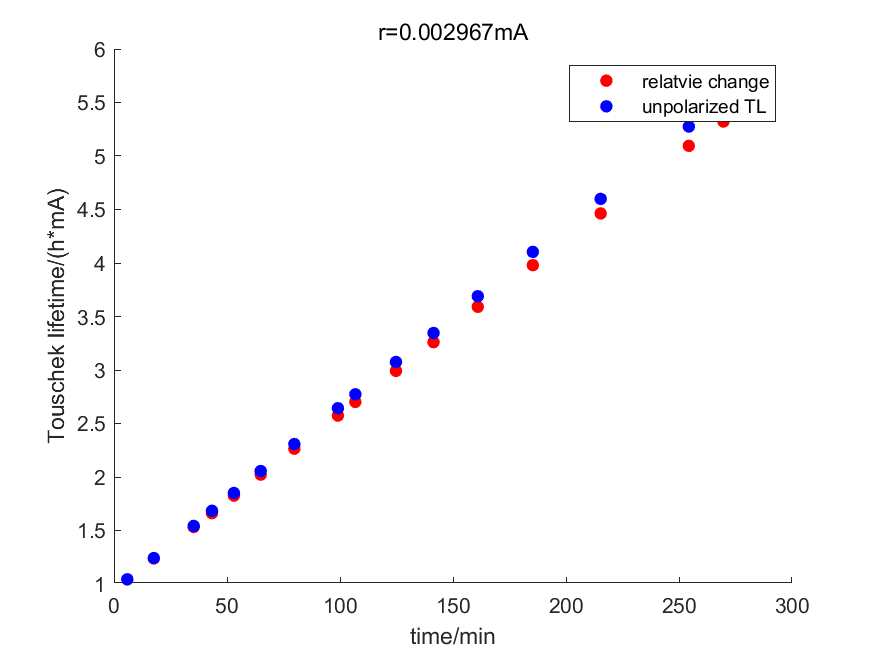 r=0.002967mA
relatvie change
unpolarized TL
6
5.5
5
4.5
4
3.5
3
2.5
2
1.5
1
Touschek lifetime/(h*mA)
0 50 100 150 200 250 300
time/min